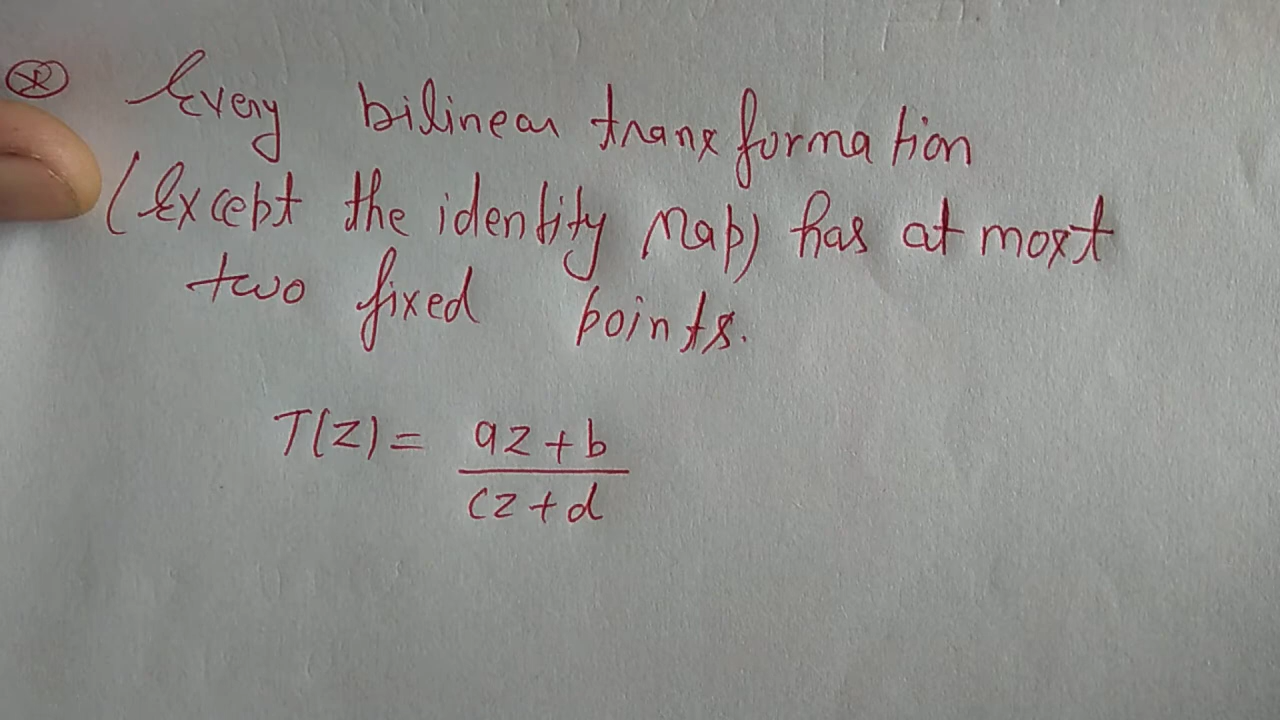 ⊛ Every bilinear transformation
(Except the identity Map) has at most
two fixed points.
T(z) = az+b
cz+d